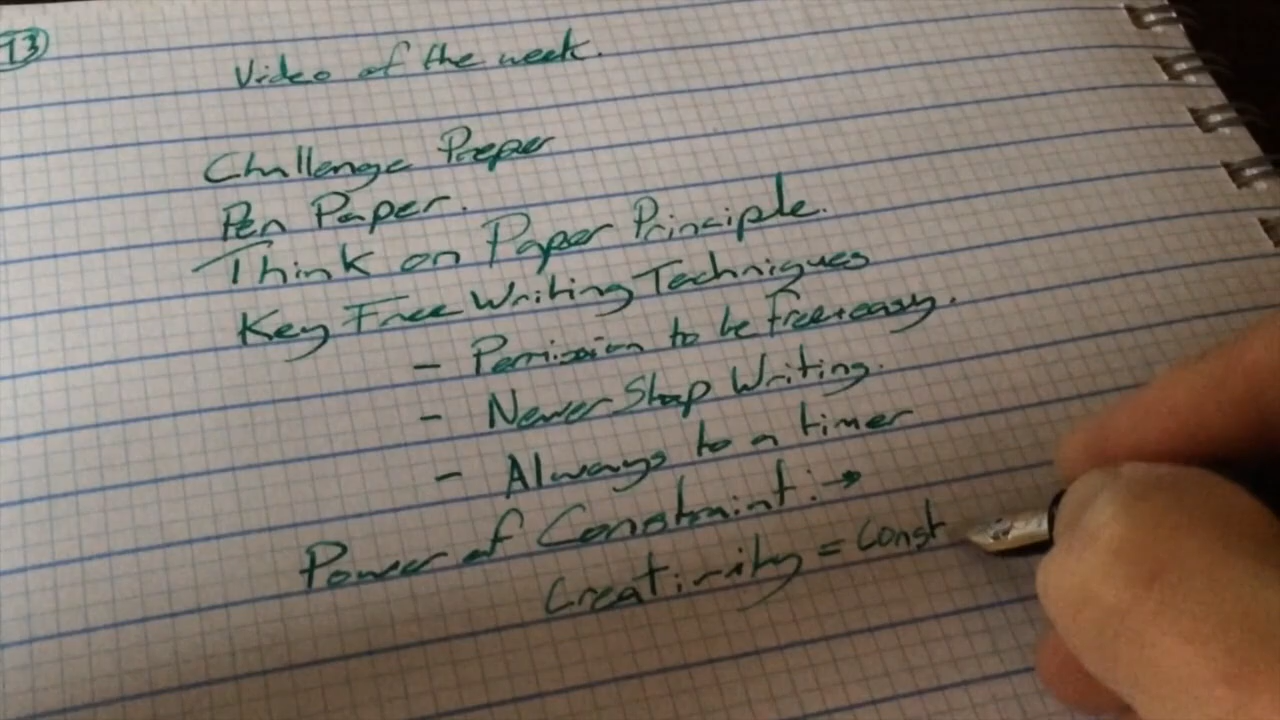 13
Video of the week.
Challenge Preper
Pen Paper.
Think on Paper Principle.
Key Free Writing Techniques
- Permission to be free+easy.
- Never Stop Writing.
- Always to a timer
Power of Constraint: →
Creativity = Const